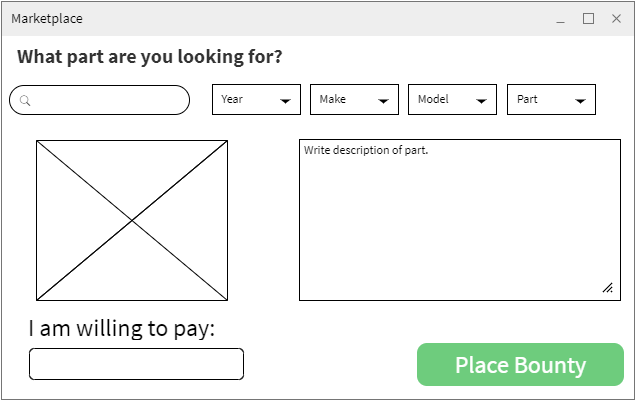 Marketplace
What part are you looking for?
Year Make Model Part
Write description of part.
I am willing to pay:
Place Bounty